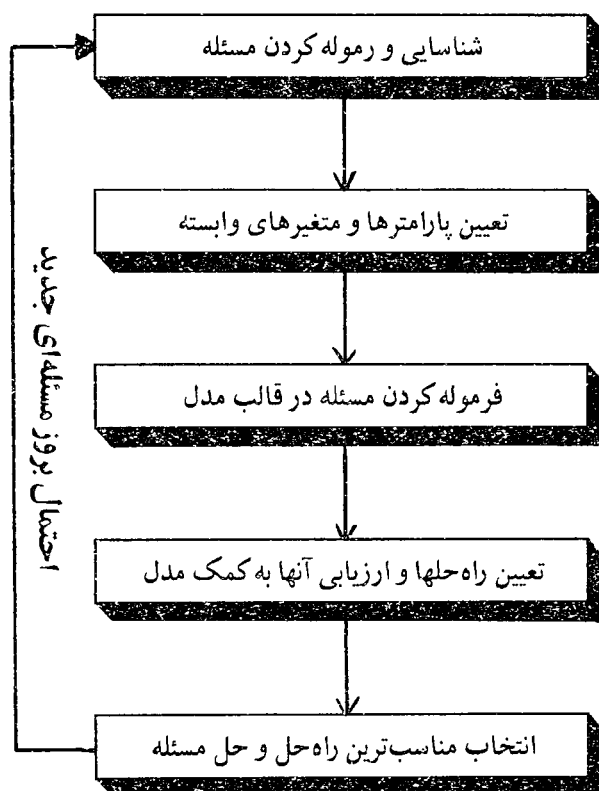 شناسایی و رموله کردن مسئله
تعیین پارامترها و متغیرهای وابسته
فرموله کردن مسئله در قالب مدل
تعیین راه‌حلها و ارزیابی آنها به کمک مدل
انتخاب مناسب‌ترین راه‌حل و حل مسئله
احتمال بروز مسئله‌ای جدید